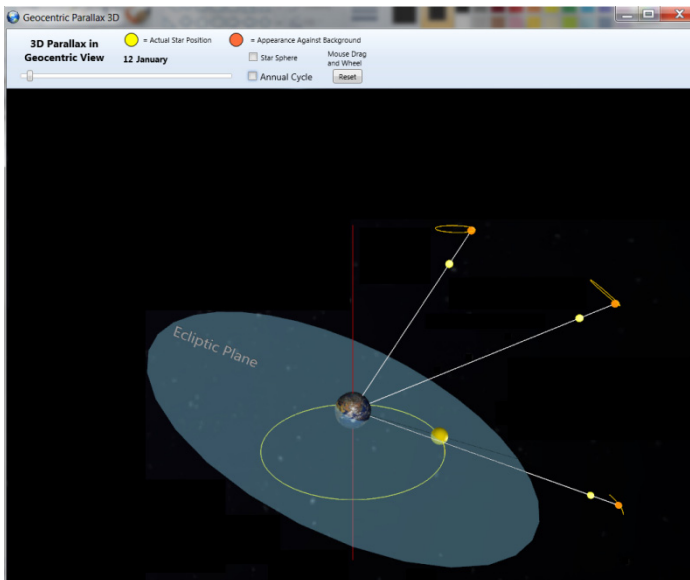 Geocentric Parallax 3D
3D Parallax in
Geocentric View
= Actual Star Position
= Appearance Against Background
12 January
Star Sphere
Annual Cycle
Mouse Drag
and Wheel
Reset
Ecliptic Plane